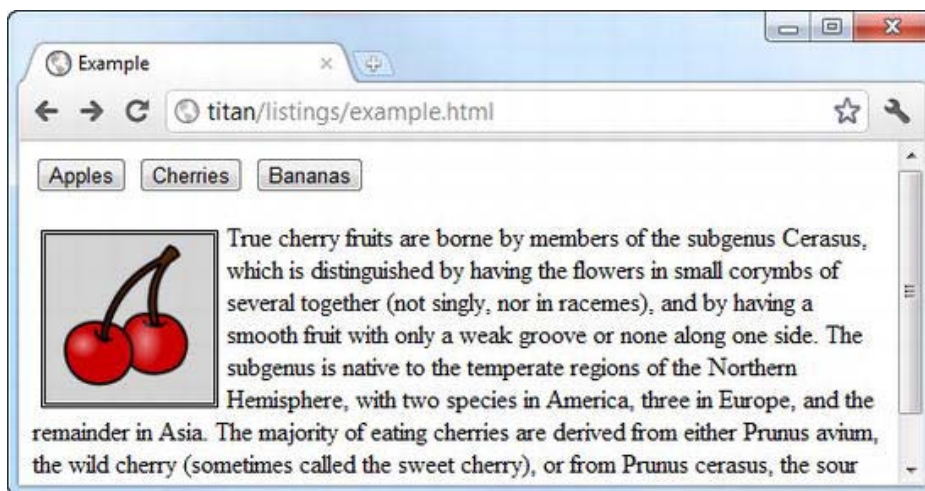 Example
titan/listings/example.html
Apples Cherries Bananas
True cherry fruits are borne by members of the subgenus Cerasus,
which is distinguished by having the flowers in small corymbs of
several together (not singly, nor in racemes), and by having a
smooth fruit with only a weak groove or none along one side. The
subgenus is native to the temperate regions of the Northern
Hemisphere, with two species in America, three in Europe, and the
remainder in Asia. The majority of eating cherries are derived from either Prunus avium,
the wild cherry (sometimes called the sweet cherry), or from Prunus cerasus, the sour